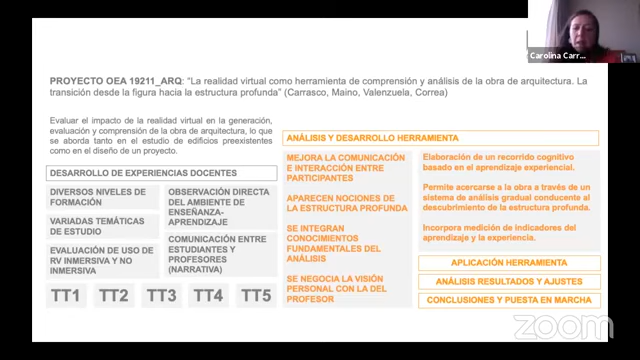 Carolina Carr...
PROYECTO OEA 19211_ARQ: "La realidad virtual como herramienta de comprensión y análisis de la obra de arquitectura. La
transición desde la figura hacia la estructura profunda" (Carrasco, Maino, Valenzuela, Correa)
Evaluar el impacto de la realidad virtual en la generación,
evaluación y comprensión de la obra de arquitectura, lo que
se aborda tanto en el estudio de edificios preexistentes
como en el diseño de un proyecto.
DESARROLLO DE EXPERIENCIAS DOCENTES
DIVERSOS NIVELES DE
FORMACIÓN
VARIADAS TEMÁTICAS
DE ESTUDIO
EVALUACIÓN DE USO DE
RV INMERSIVA Y NO
INMERSIVA
OBSERVACIÓN DIRECTA
DEL AMBIENTE DE
ENSEÑANZA-
APRENDIZAJE
COMUNICACIÓN ENTRE
ESTUDIANTES Y
PROFESORES
(NARRATIVA)
TT1 TT2 TT3 TT4 TT5
ANÁLISIS Y DESARROLLO HERRAMIENTA
MEJORA LA COMUNICACIÓN
E INTERACCIÓN ENTRE
PARTICIPANTES
APARECEN NOCIONES DE
LA ESTRUCTURA PROFUNDA
SE INTEGRAN
CONOCIMIENTOS
FUNDAMENTALES DEL
ANÁLISIS
SE NEGOCIA LA VISIÓN
PERSONAL CON LA DEL
PROFESOR
Elaboración de un recorrido cognitivo
basado en el aprendizaje experiencial.
Permite acercarse a la obra a través de un
sistema de análisis gradual conducente al
descubrimiento de la estructura profunda.
Incorpora medición de indicadores del
aprendizaje y la experiencia.
APLICACIÓN HERRAMIENTA
ANÁLISIS RESULTADOS Y AJUSTES
CONCLUSIONES Y PUESTA EN MARCHA
zoom